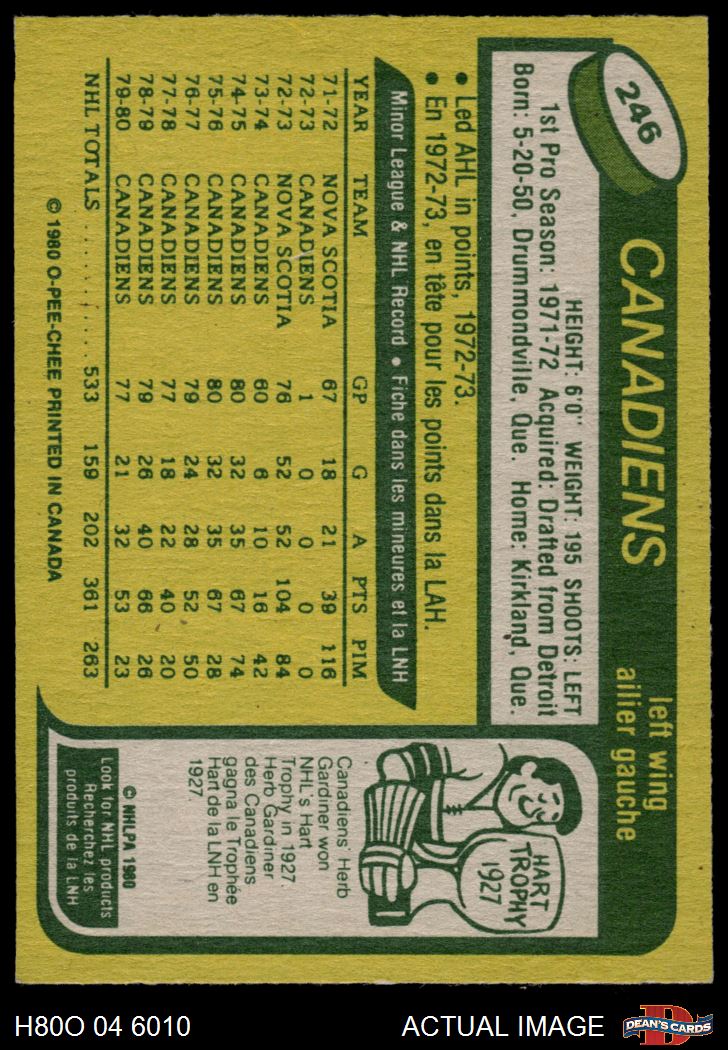 246
CANADIENS
left wing
ailier gauche
HEIGHT: 6'0" WEIGHT: 195 SHOOTS: LEFT
1st Pro Season: 1971-72 Acquired: Drafted from Detroit
Born: 5-20-50, Drummondville, Que. Home: Kirkland, Que.
• Led AHL in points, 1972-73.
• En 1972-73, en tête pour les points dans la LAH.
Minor League & NHL Record • Fiche dans les mineures et la LNH
YEAR TEAM GP G A PTS PIM
71-72 NOVA SCOTIA 67 18 21 39 116
72-73 CANADIENS 1 0 0 0 0
72-73 NOVA SCOTIA 76 52 52 104 84
73-74 CANADIENS 60 6 10 16 42
74-75 CANADIENS 80 32 35 67 74
75-76 CANADIENS 80 32 35 67 28
76-77 CANADIENS 79 24 28 52 50
77-78 CANADIENS 77 18 22 40 20
78-79 CANADIENS 79 26 40 66 26
79-80 CANADIENS 77 21 32 53 23
NHL TOTALS ............ 533 159 202 361 263
© 1980 O-PEE-CHEE PRINTED IN CANADA
HART
TROPHY
1927
Canadiens' Herb
Gardiner won
NHL's Hart
Trophy in 1927.
Herb Gardiner
des Canadiens
gagna le Trophée
Hart de la LNH en
1927.
© NHLPA 1980
Look for NHL products
Recherchez les
produits de la LNH
H80O 04 6010
ACTUAL IMAGE
D
DEAN'S CARDS